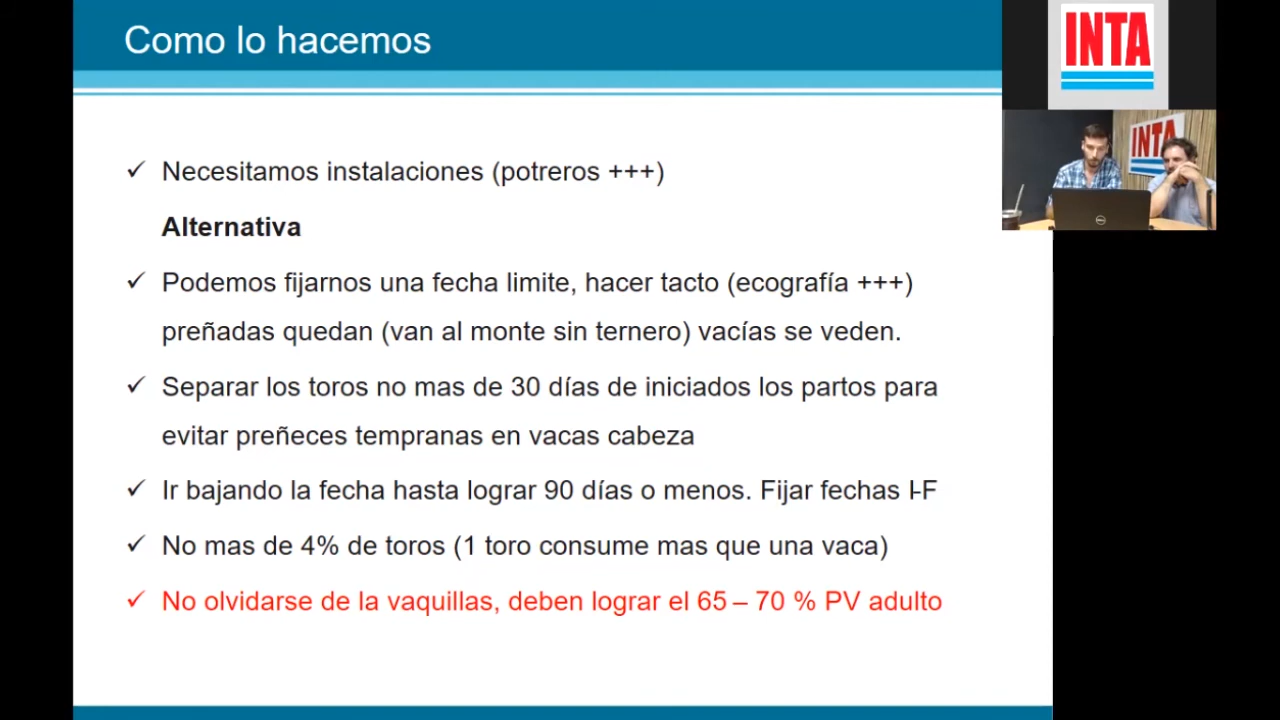 Como lo hacemos
INTA
INTA
✓ Necesitamos instalaciones (potreros +++)
Alternativa
✓ Podemos fijarnos una fecha limite, hacer tacto (ecografía +++)
preñadas quedan (van al monte sin ternero) vacías se veden.
✓ Separar los toros no mas de 30 días de iniciados los partos para
evitar preñeces tempranas en vacas cabeza
✓ Ir bajando la fecha hasta lograr 90 días o menos. Fijar fechas I-F
✓ No mas de 4% de toros (1 toro consume mas que una vaca)
✓ No olvidarse de la vaquillas, deben lograr el 65 – 70 % PV adulto